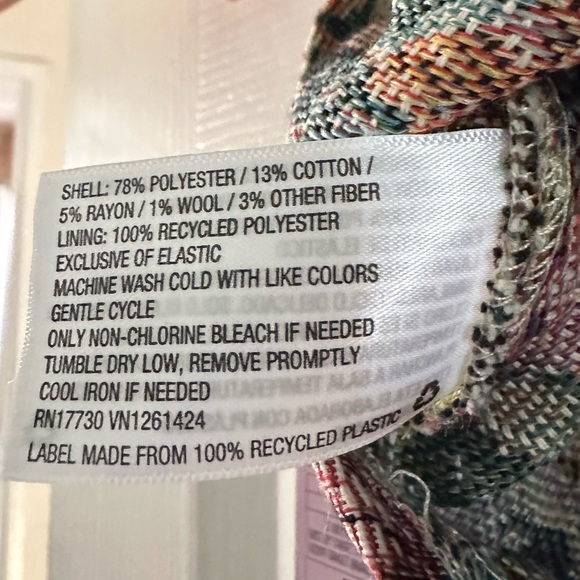 SHELL: 78% POLYESTER / 13% COTTON /
5% RAYON / 1% WOOL / 3% OTHER FIBER
LINING: 100% RECYCLED POLYESTER
EXCLUSIVE OF ELASTIC
MACHINE WASH COLD WITH LIKE COLORS
GENTLE CYCLE
ONLY NON-CHLORINE BLEACH IF NEEDED
TUMBLE DRY LOW, REMOVE PROMPTLY
COOL IRON IF NEEDED
RN17730 VN1261424
LABEL MADE FROM 100% RECYCLED PLASTIC